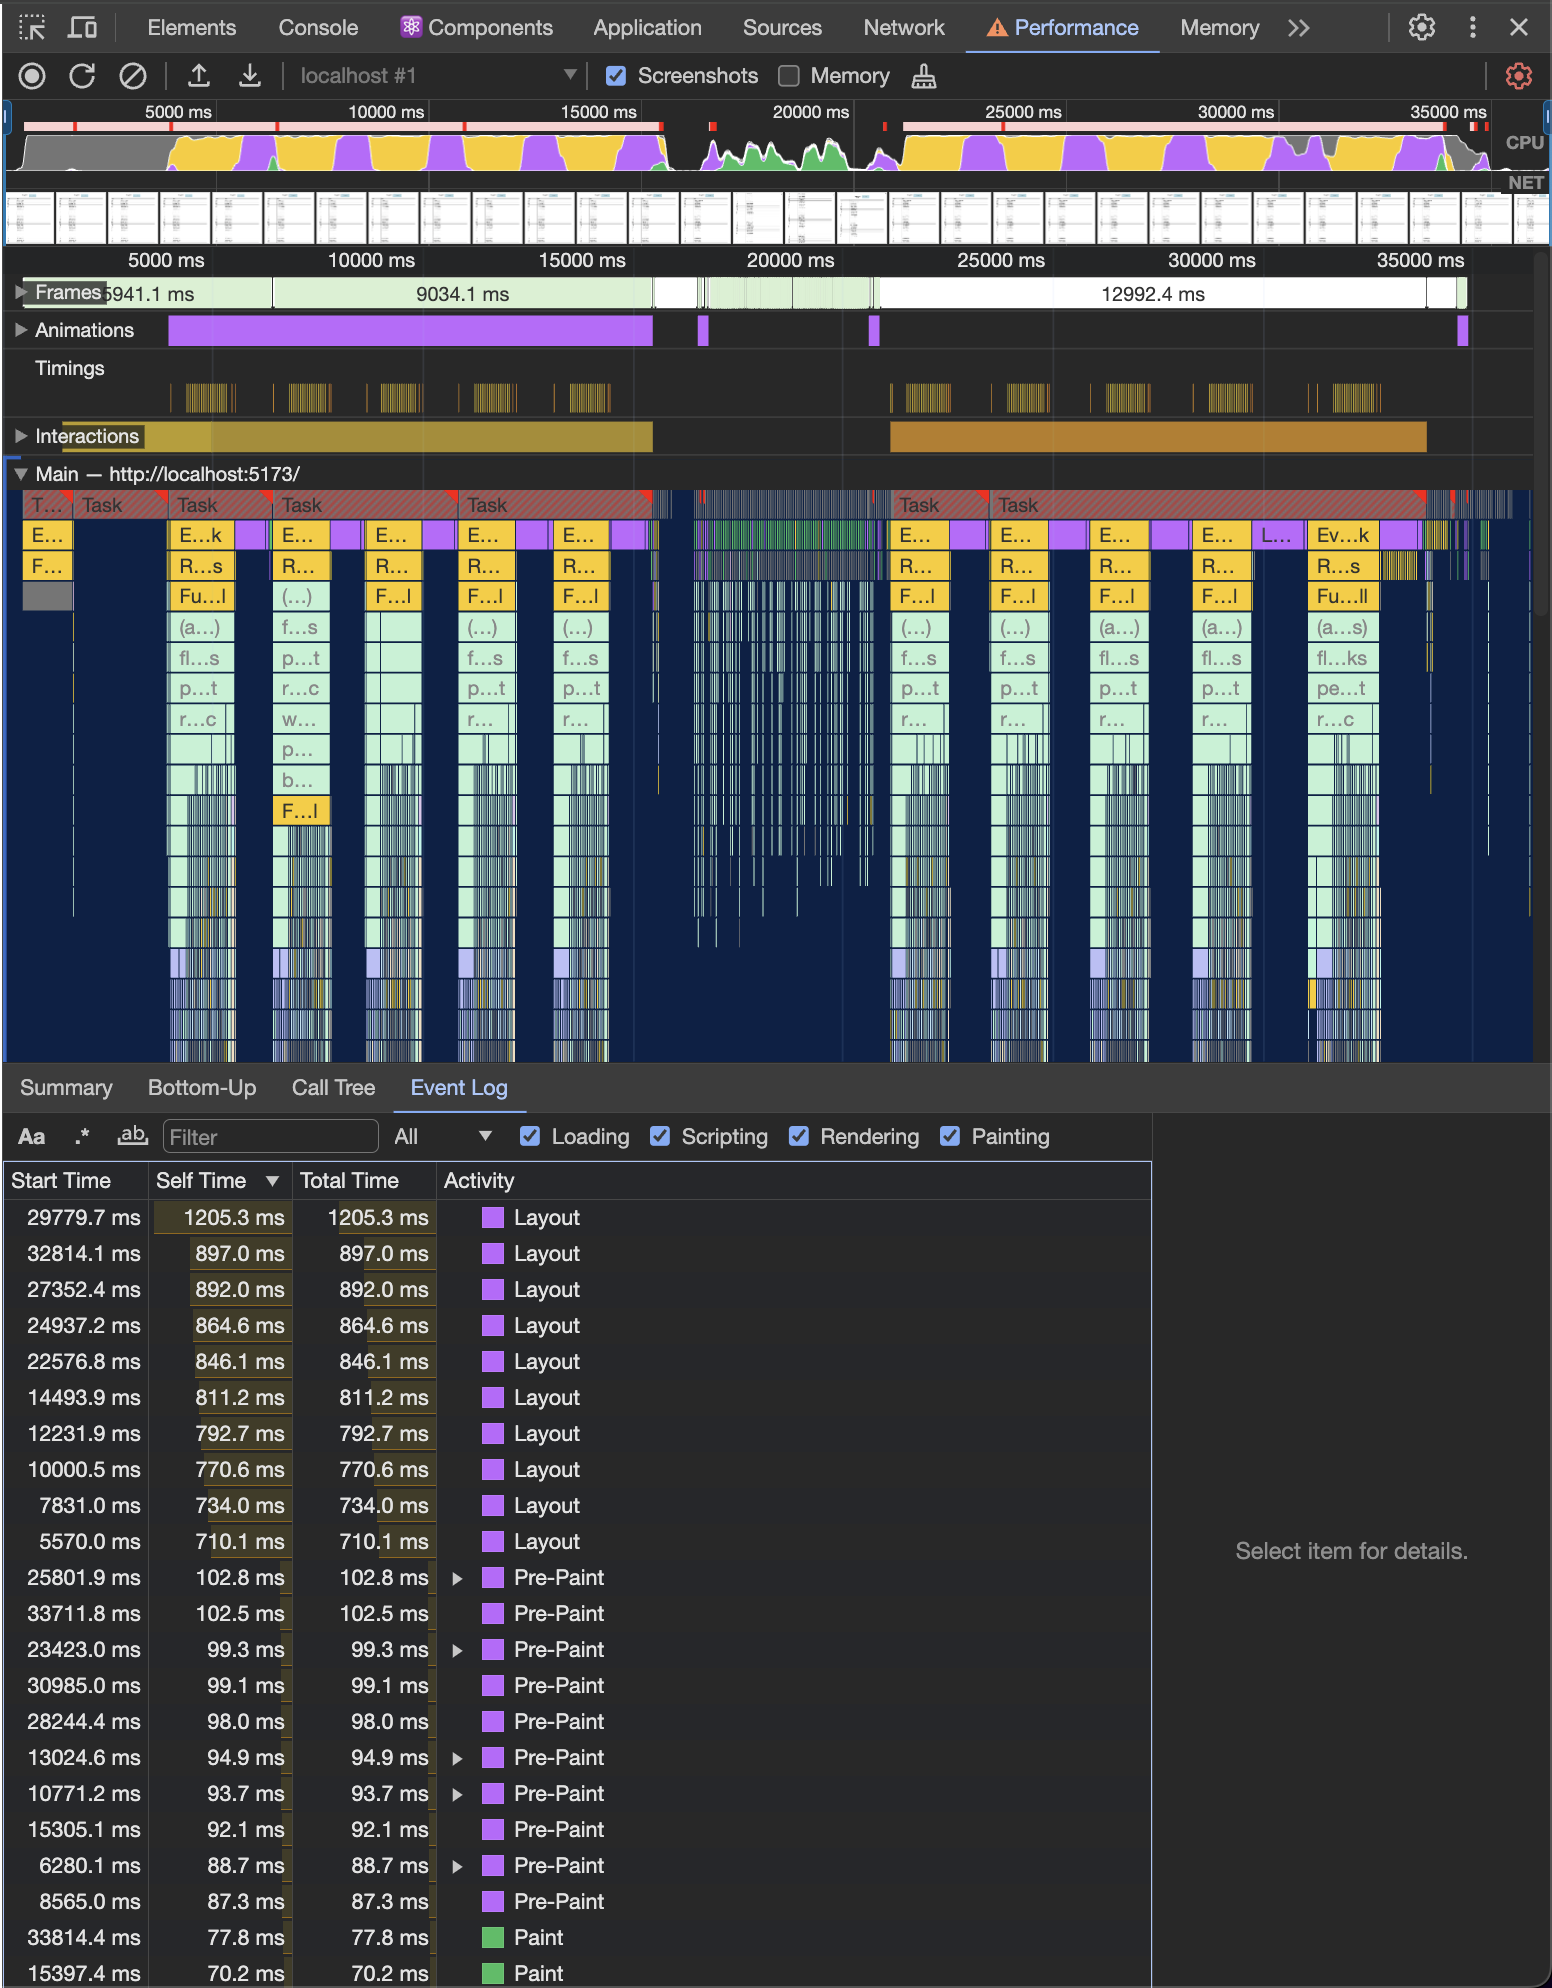 Elements Console Components Application Sources Network Performance Memory
localhost #1 Screenshots Memory
5000 ms 10000 ms 15000 ms 20000 ms 25000 ms 30000 ms 35000 ms
CPU
NET
5000 ms 10000 ms 15000 ms 20000 ms 25000 ms 30000 ms 35000 ms
Frames 5941.1 ms 9034.1 ms 12992.4 ms
Animations
Timings
Interactions
Main — http://localhost:5173/
T... Task Task Task Task Task Task
E... E...k E... E... E... E... E... E... E... E... L... Ev...k
F... R...s R... R... R... R... R... R... R... R... R...s
Fu...l (...) F...l F...l F...l F...l F...l F...l F...l Fu...ll
(a...) f...s (...) (...) (...) (...) (a...) (a...) (a...s)
fl...s p...t f...s f...s f...s f...s fl...s fl...s fl...ks
p...t r...c p...t p...t p...t p...t p...t p...t pe...t
r...c w... r... r... r... r... r... r... r...c
p...
b...
F...l
Summary Bottom-Up Call Tree Event Log
Aa .* ab Filter All Loading Scripting Rendering Painting
Start Time Self Time Total Time Activity
29779.7 ms 1205.3 ms 1205.3 ms Layout
32814.1 ms 897.0 ms 897.0 ms Layout
27352.4 ms 892.0 ms 892.0 ms Layout
24937.2 ms 864.6 ms 864.6 ms Layout
22576.8 ms 846.1 ms 846.1 ms Layout
14493.9 ms 811.2 ms 811.2 ms Layout
12231.9 ms 792.7 ms 792.7 ms Layout
10000.5 ms 770.6 ms 770.6 ms Layout
7831.0 ms 734.0 ms 734.0 ms Layout
5570.0 ms 710.1 ms 710.1 ms Layout
25801.9 ms 102.8 ms 102.8 ms Pre-Paint
33711.8 ms 102.5 ms 102.5 ms Pre-Paint
23423.0 ms 99.3 ms 99.3 ms Pre-Paint
30985.0 ms 99.1 ms 99.1 ms Pre-Paint
28244.4 ms 98.0 ms 98.0 ms Pre-Paint
13024.6 ms 94.9 ms 94.9 ms Pre-Paint
10771.2 ms 93.7 ms 93.7 ms Pre-Paint
15305.1 ms 92.1 ms 92.1 ms Pre-Paint
6280.1 ms 88.7 ms 88.7 ms Pre-Paint
8565.0 ms 87.3 ms 87.3 ms Pre-Paint
33814.4 ms 77.8 ms 77.8 ms Paint
15397.4 ms 70.2 ms 70.2 ms Paint
Select item for details.